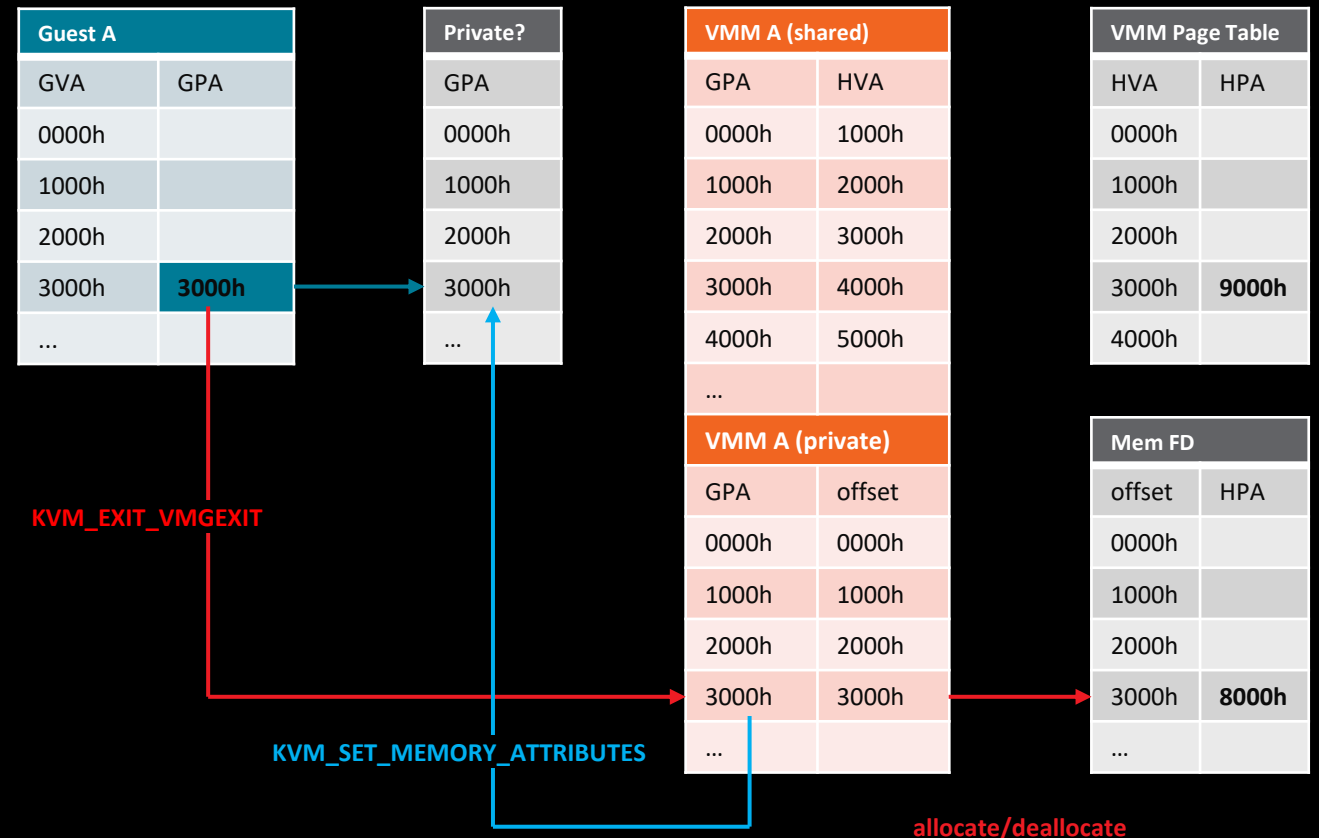 Guest A
GVA GPA
0000h
1000h
2000h
3000h 3000h
...
Private?
GPA
0000h
1000h
2000h
3000h
...
VMM A (shared)
GPA HVA
0000h 1000h
1000h 2000h
2000h 3000h
3000h 4000h
4000h 5000h
...
VMM A (private)
GPA offset
0000h 0000h
1000h 1000h
2000h 2000h
3000h 3000h
...
VMM Page Table
HVA HPA
0000h
1000h
2000h
3000h 9000h
4000h
Mem FD
offset HPA
0000h
1000h
2000h
3000h 8000h
...
KVM_EXIT_VMGEXIT
KVM_SET_MEMORY_ATTRIBUTES
allocate/deallocate